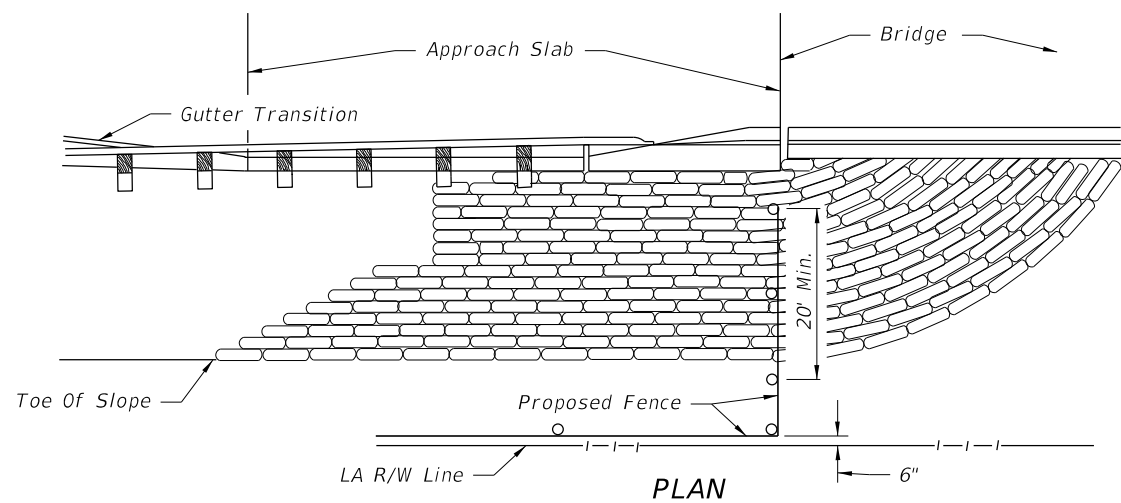 Bridge
Approach Slab
Gutter Transition
20' Min.
Toe Of Slope
Proposed Fence
LA R/W Line
6"
PLAN